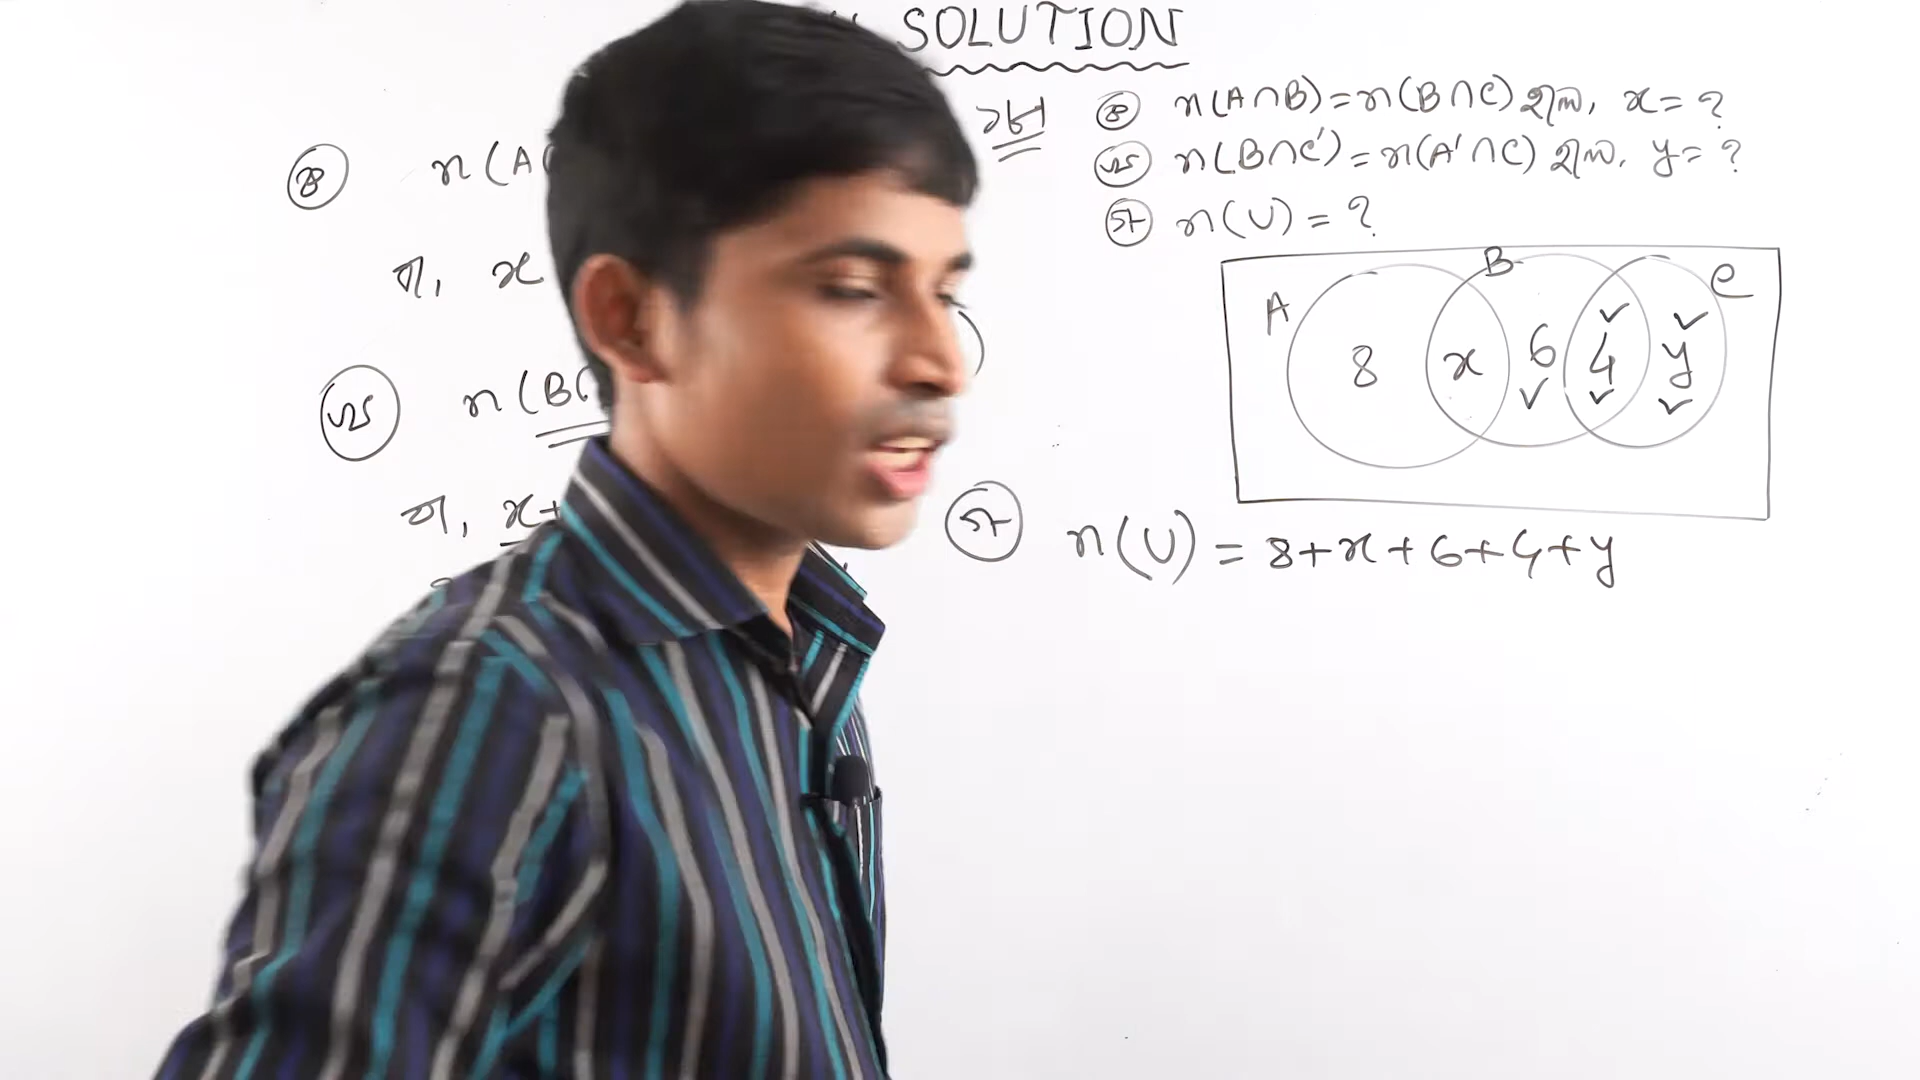 SOLUTION
ক n(A∩B)=n(B∩C) হলে, x=?
খ n(B∩C')=n(A'∩C) হলে, y=?
গ n(U)=?
ক n(A
বা, x
খ n(B∩
বা, x+
A B C
8 x 6 4 y
গ n(U) = 8+x+6+4+y